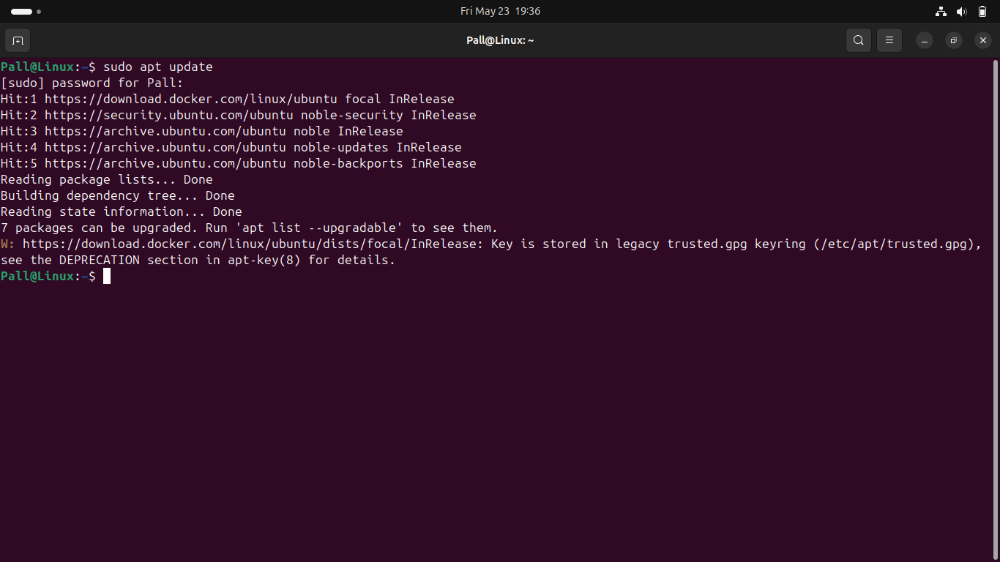 Fri May 23 19:36
Pall@Linux: ~
Pall@Linux:~$ sudo apt update
[sudo] password for Pall:
Hit:1 https://download.docker.com/linux/ubuntu focal InRelease
Hit:2 https://security.ubuntu.com/ubuntu noble-security InRelease
Hit:3 https://archive.ubuntu.com/ubuntu noble InRelease
Hit:4 https://archive.ubuntu.com/ubuntu noble-updates InRelease
Hit:5 https://archive.ubuntu.com/ubuntu noble-backports InRelease
Reading package lists... Done
Building dependency tree... Done
Reading state information... Done
7 packages can be upgraded. Run 'apt list --upgradable' to see them.
W: https://download.docker.com/linux/ubuntu/dists/focal/InRelease: Key is stored in legacy trusted.gpg keyring (/etc/apt/trusted.gpg),
see the DEPRECATION section in apt-key(8) for details.
Pall@Linux:~$